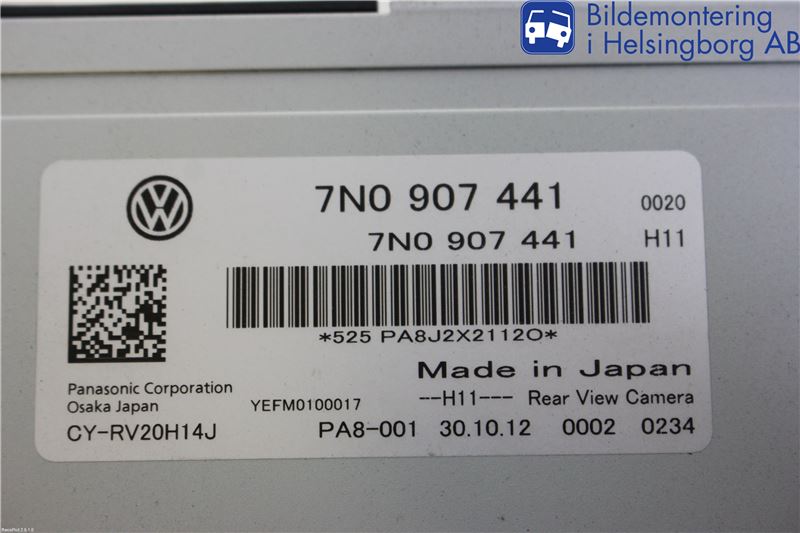 Bildemontering
i Helsingborg AB
7N0 907 441 0020
7N0 907 441 H11
*525 PA8J2X2112O*
Made in Japan
Panasonic Corporation
Osaka Japan
YEFM0100017
--H11--- Rear View Camera
CY-RV20H14J
PA8-001 30.10.12 0002 0234